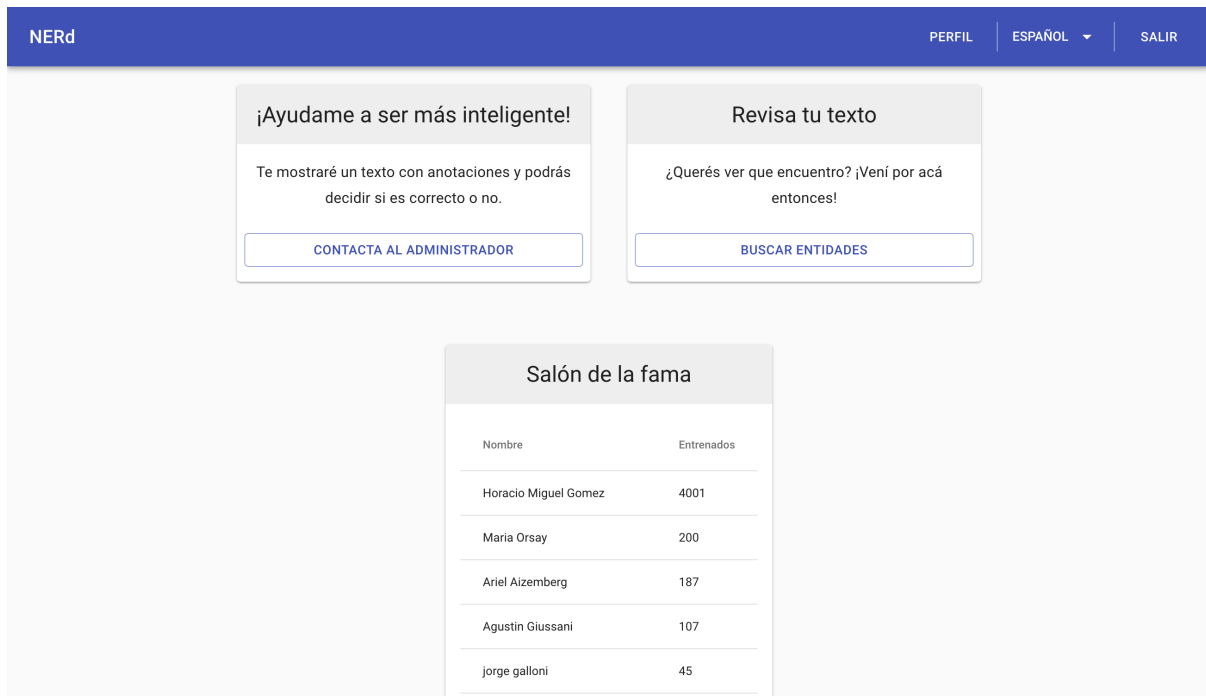 NERd
PERFIL
ESPAÑOL
SALIR
¡Ayudame a ser más inteligente!
Te mostraré un texto con anotaciones y podrás
decidir si es correcto o no.
CONTACTA AL ADMINISTRADOR
Revisa tu texto
¿Querés ver que encuentro? ¡Vení por acá
entonces!
BUSCAR ENTIDADES
Salón de la fama
Nombre Entrenados
Horacio Miguel Gomez 4001
Maria Orsay 200
Ariel Aizemberg 187
Agustin Giussani 107
jorge galloni 45